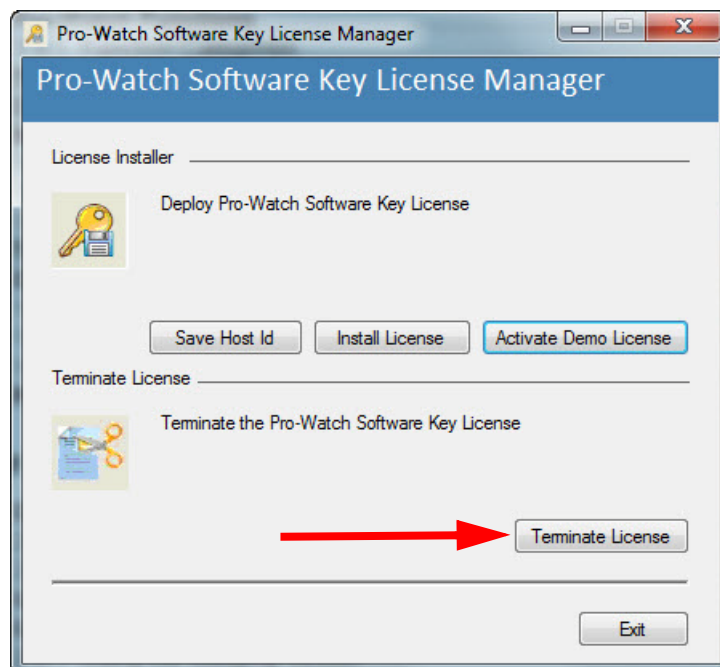 Pro-Watch Software Key License Manager
Pro-Watch Software Key License Manager
License Installer
Deploy Pro-Watch Software Key License
Save Host Id Install License Activate Demo License
Terminate License
Terminate the Pro-Watch Software Key License
Terminate License
Exit